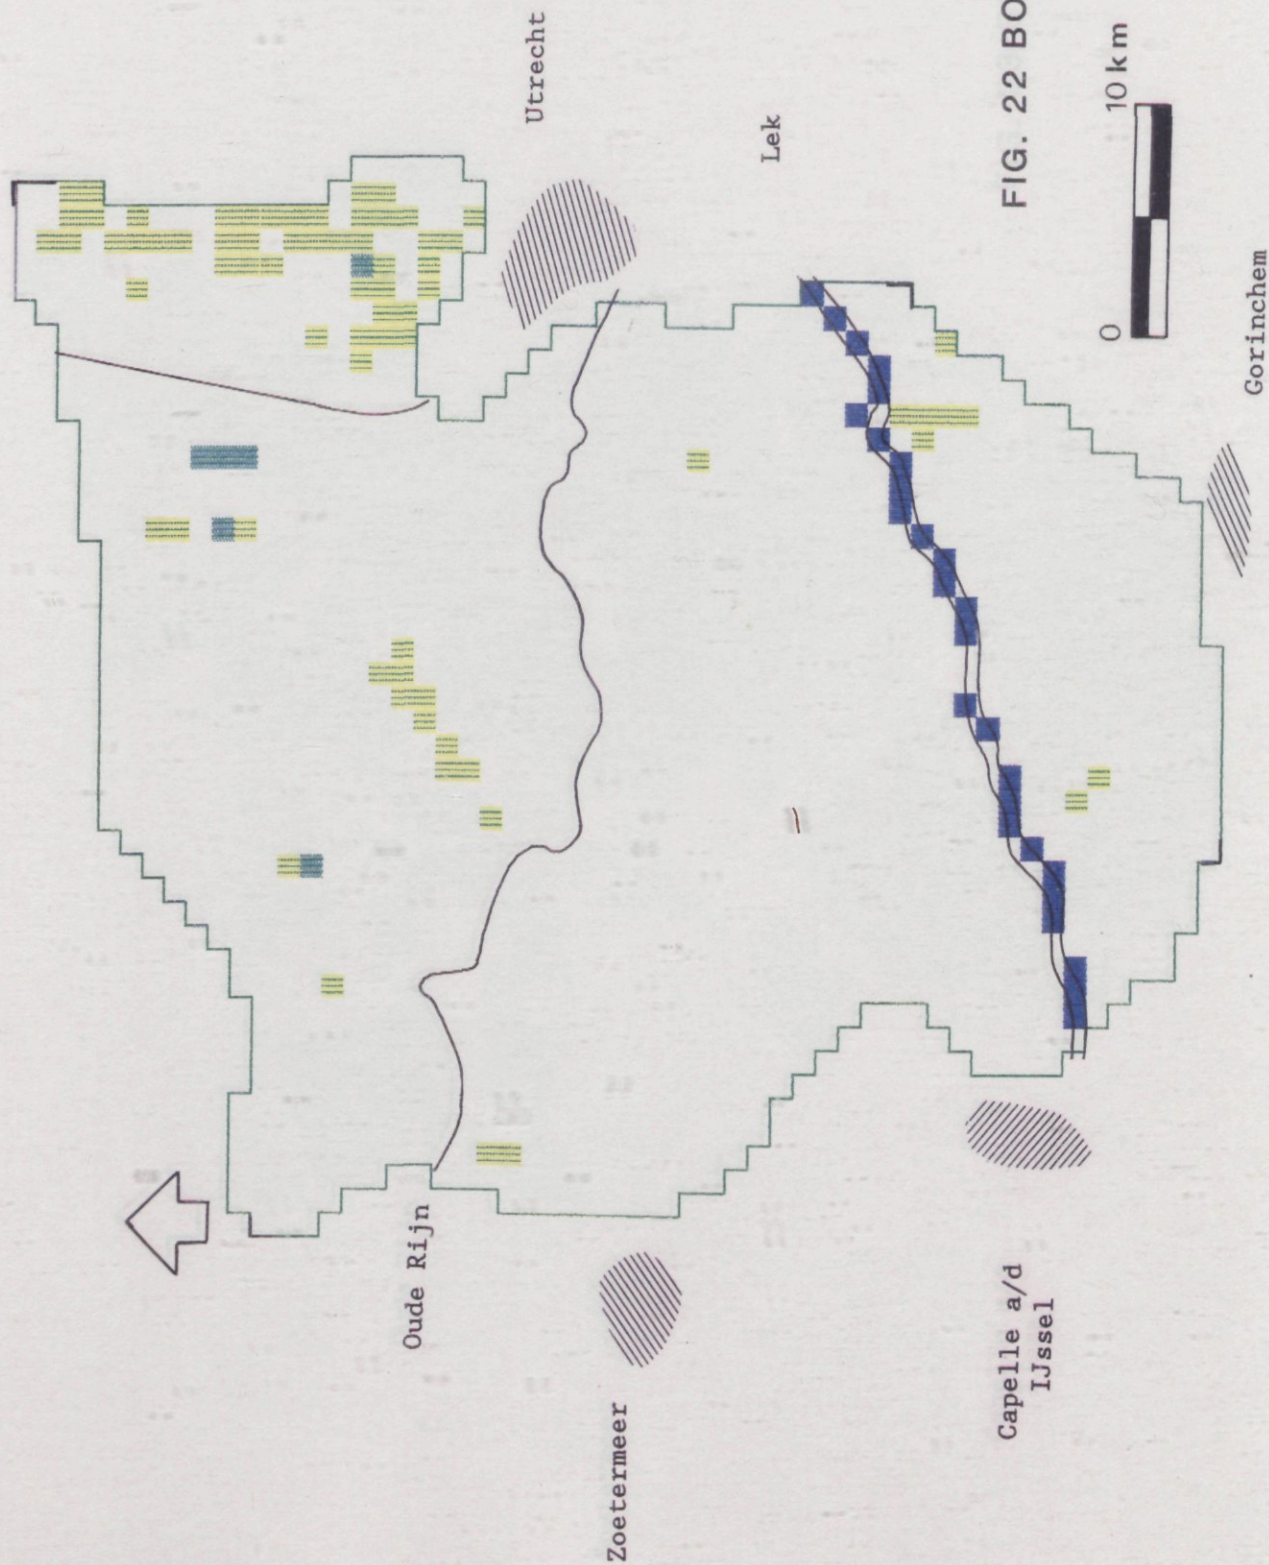 Utrecht
Lek
FIG. 22 BO
0 10 km
Gorinchem
Oude Rijn
Zoetermeer
Capelle a/d
IJssel